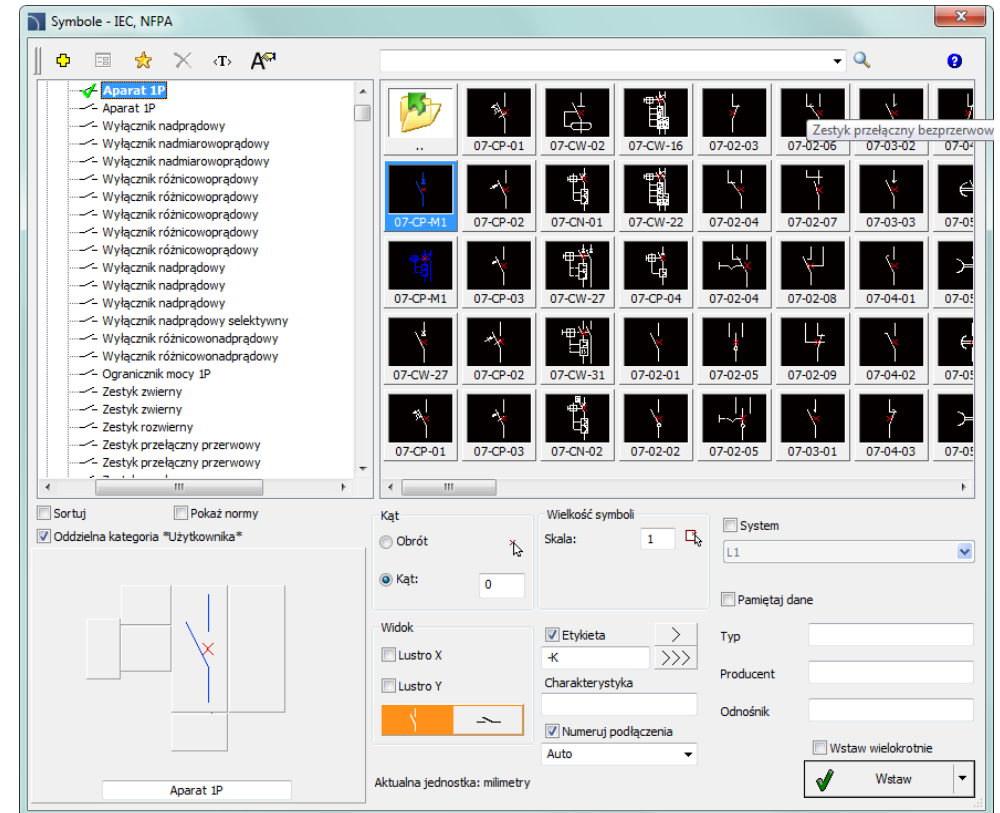 Symbole - IEC, NFPA
‹T› A
Aparat 1P
Aparat 1P
Wyłącznik nadprądowy
Wyłącznik nadmiarowoprądowy
Wyłącznik nadmiarowoprądowy
Wyłącznik różnicowoprądowy
Wyłącznik różnicowoprądowy
Wyłącznik różnicowoprądowy
Wyłącznik różnicowoprądowy
Wyłącznik różnicowoprądowy
Wyłącznik nadprądowy
Wyłącznik nadprądowy
Wyłącznik nadprądowy
Wyłącznik nadprądowy selektywny
Wyłącznik różnicowonadprądowy
Wyłącznik różnicowonadprądowy
Ogranicznik mocy 1P
Zestyk zwierny
Zestyk zwierny
Zestyk rozwierny
Zestyk przełączny przerwowy
Zestyk przełączny przerwowy
Zestyk przełączny bezprzerwow
.. 07-CP-01 07-CW-02 07-CW-16 07-02-03 07-02-06 07-03-02 07-04
07-CP-M1 07-CP-02 07-CN-01 07-CW-22 07-02-04 07-02-07 07-03-03 07-05
07-CP-M1 07-CP-03 07-CW-27 07-CP-04 07-02-04 07-02-08 07-04-01 07-05
07-CW-27 07-CP-02 07-CW-31 07-02-01 07-02-05 07-02-09 07-04-02 07-05
07-CP-01 07-CP-03 07-CN-02 07-02-02 07-02-05 07-03-01 07-04-03 07-05
Sortuj Pokaż normy
Oddzielna kategoria *Użytkownika*
Aparat 1P
Kąt
Obrót
Kąt: 0
Widok
Lustro X
Lustro Y
Aktualna jednostka: milimetry
Wielkość symboli
Skala: 1
Etykieta >
-K >>>
Charakterystyka
Numeruj podłączenia
Auto
System
L1
Pamiętaj dane
Typ
Producent
Odnośnik
Wstaw wielokrotnie
Wstaw